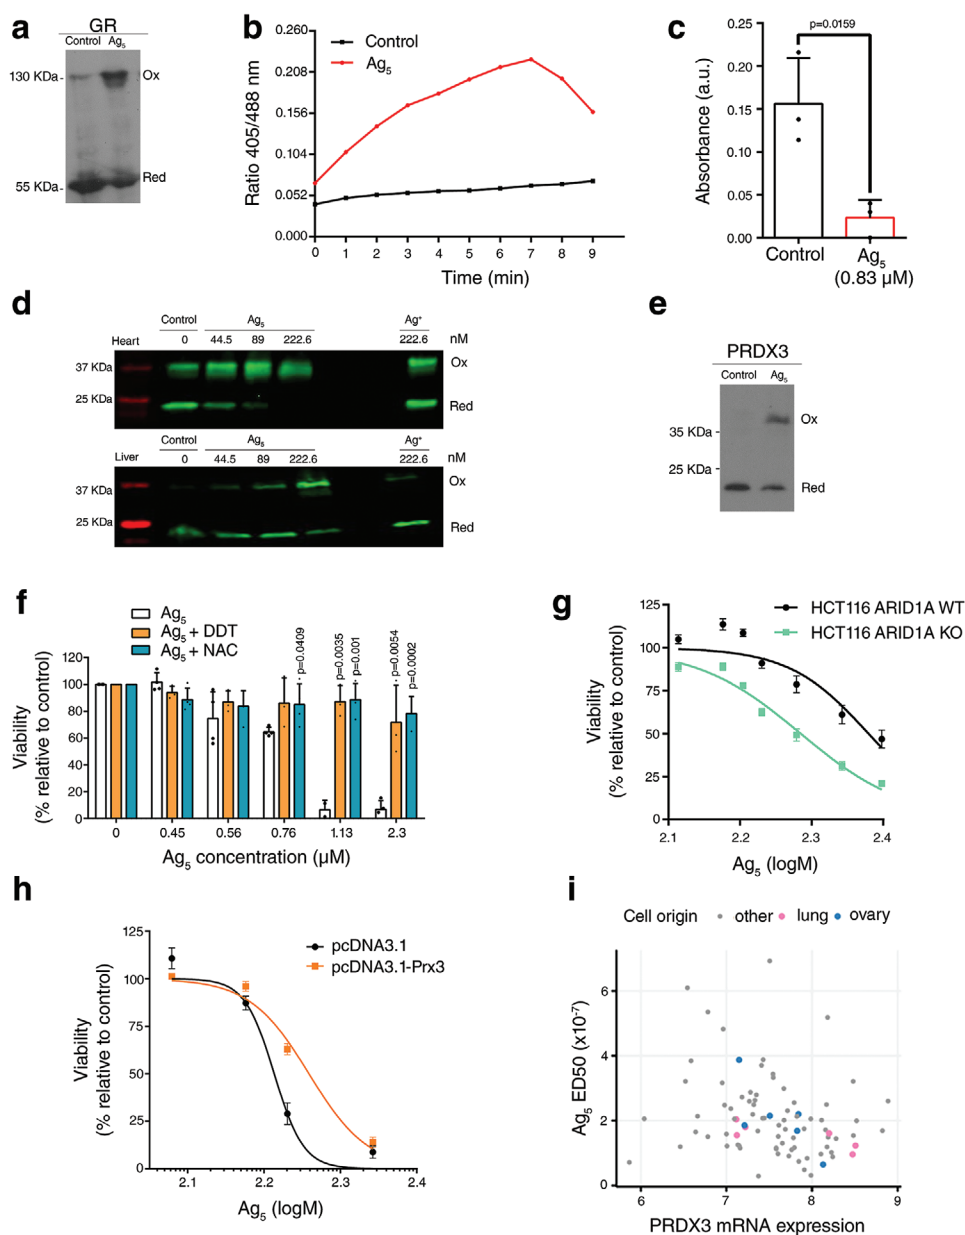 a
GR
Control Ag5
130 KDa
Ox
55 KDa
Red
b
Ratio 405/488 nm
0.260
0.208
0.156
0.104
0.052
0.000
Control
Ag5
0 1 2 3 4 5 6 7 8 9
Time (min)
c
Absorbance (a.u.)
0.25
0.20
0.15
0.10
0.05
0.00
p=0.0159
Control Ag5
(0.83 µM)
d
Control Ag5 Ag+
Heart 0 44.5 89 222.6 222.6 nM
37 KDa
Ox
25 KDa
Red
Control Ag5 Ag+
Liver 0 44.5 89 222.6 222.6 nM
37 KDa
Ox
25 KDa
Red
e
PRDX3
Control Ag5
Ox
35 KDa
25 KDa
Red
f
Ag5
Ag5 + DDT
Ag5 + NAC
Viability
(% relative to control)
120
100
80
60
40
20
0
p=0.0409
p=0.0035
p=0.001
p=0.0054
p=0.0002
0 0.45 0.56 0.76 1.13 2.3
Ag5 concentration (µM)
g
HCT116 ARID1A WT
HCT116 ARID1A KO
Viability
(% relative to control)
125
100
75
50
25
0
2.1 2.2 2.3 2.4
Ag5 (logM)
h
pcDNA3.1
pcDNA3.1-Prx3
Viability
(% relative to control)
125
100
75
50
25
0
2.1 2.2 2.3 2.4
Ag5 (logM)
i
Cell origin other lung ovary
Ag5 ED50 (x10-7)
6
4
2
0
6 7 8 9
PRDX3 mRNA expression